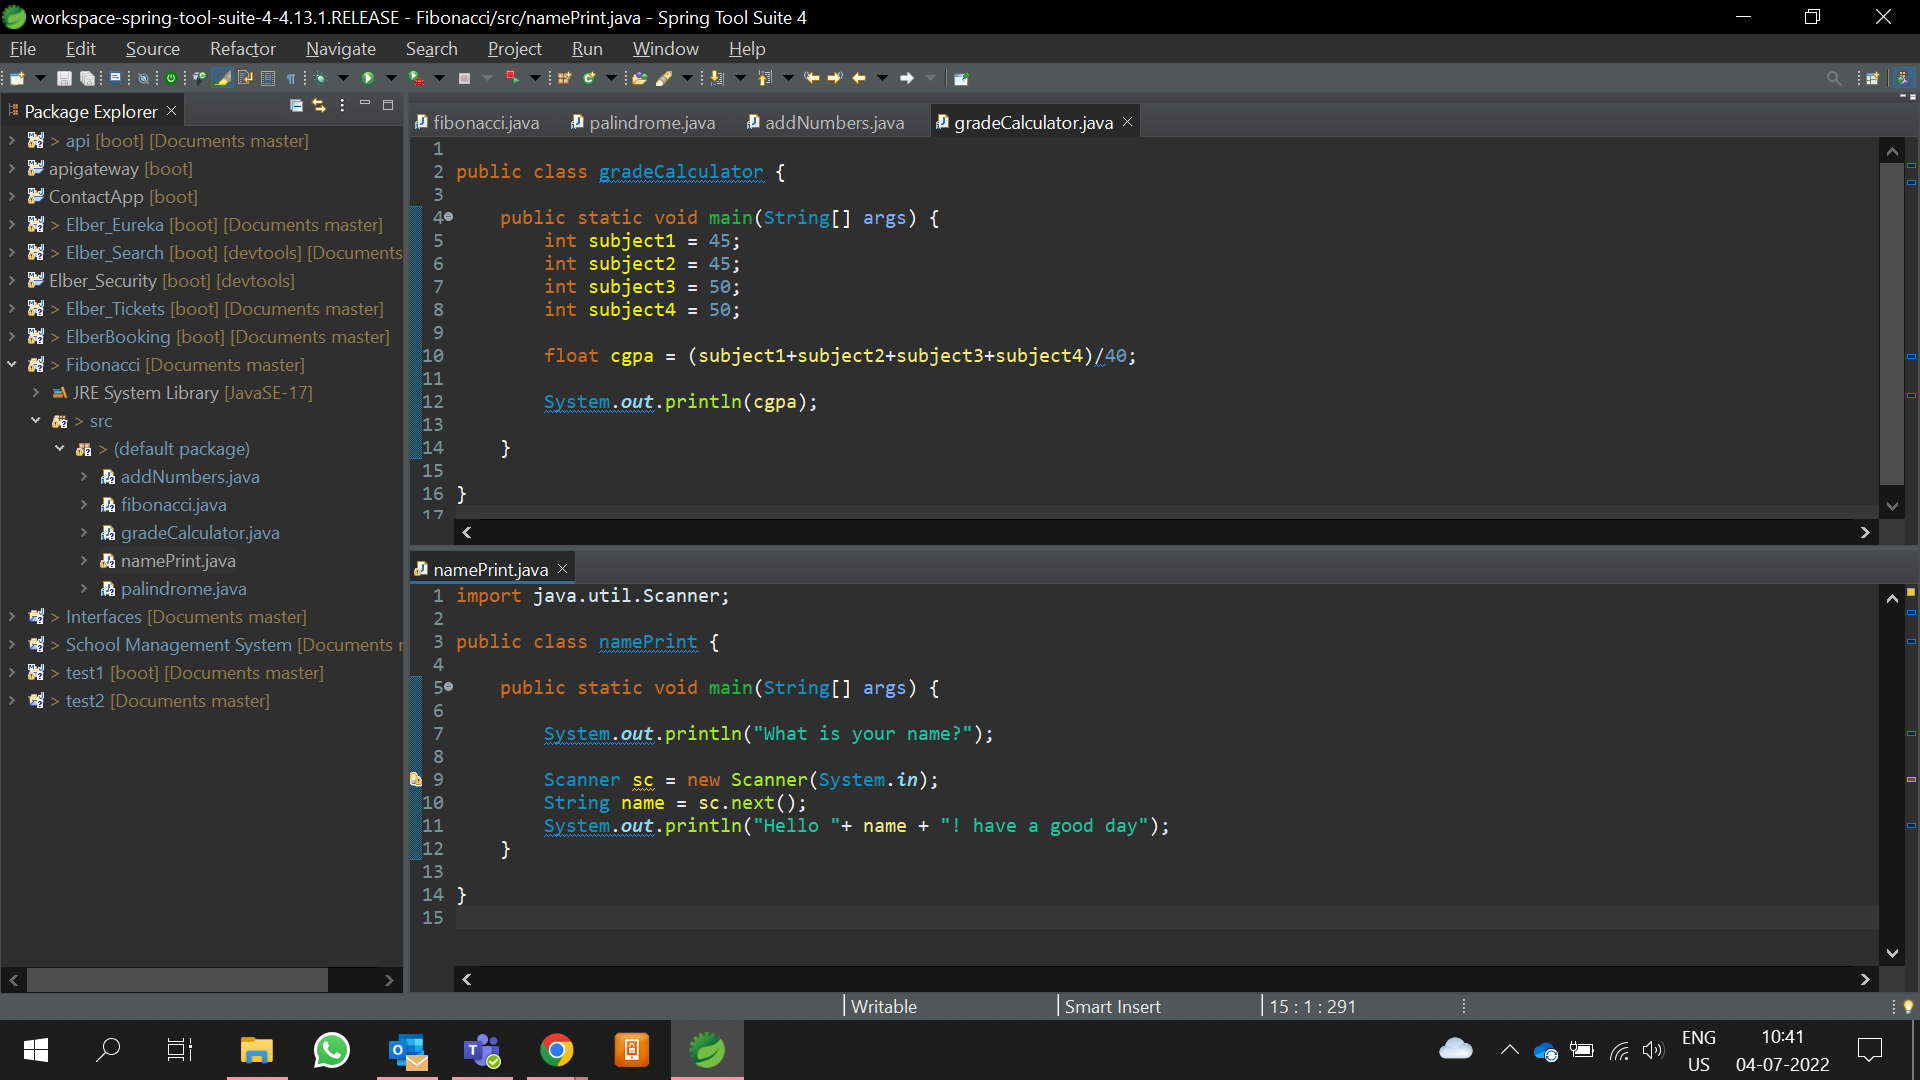 workspace-spring-tool-suite-4-4.13.1.RELEASE - Fibonacci/src/namePrint.java - Spring Tool Suite 4
File Edit Source Refactor Navigate Search Project Run Window Help
Package Explorer
> api [boot] [Documents master]
apigateway [boot]
ContactApp [boot]
> Elber_Eureka [boot] [Documents master]
> Elber_Search [boot] [devtools] [Documents
Elber_Security [boot] [devtools]
> Elber_Tickets [boot] [Documents master]
> ElberBooking [boot] [Documents master]
> Fibonacci [Documents master]
JRE System Library [JavaSE-17]
> src
> (default package)
addNumbers.java
fibonacci.java
gradeCalculator.java
namePrint.java
palindrome.java
> Interfaces [Documents master]
> School Management System [Documents r
> test1 [boot] [Documents master]
> test2 [Documents master]
fibonacci.java palindrome.java addNumbers.java gradeCalculator.java
1
2 public class gradeCalculator {
3
4 public static void main(String[] args) {
5 int subject1 = 45;
6 int subject2 = 45;
7 int subject3 = 50;
8 int subject4 = 50;
9
10 float cgpa = (subject1+subject2+subject3+subject4)/40;
11
12 System.out.println(cgpa);
13
14 }
15
16 }
17
namePrint.java
1 import java.util.Scanner;
2
3 public class namePrint {
4
5 public static void main(String[] args) {
6
7 System.out.println("What is your name?");
8
9 Scanner sc = new Scanner(System.in);
10 String name = sc.next();
11 System.out.println("Hello "+ name + "! have a good day");
12 }
13
14 }
15
Writable Smart Insert 15 : 1 : 291
ENG
US
10:41
04-07-2022